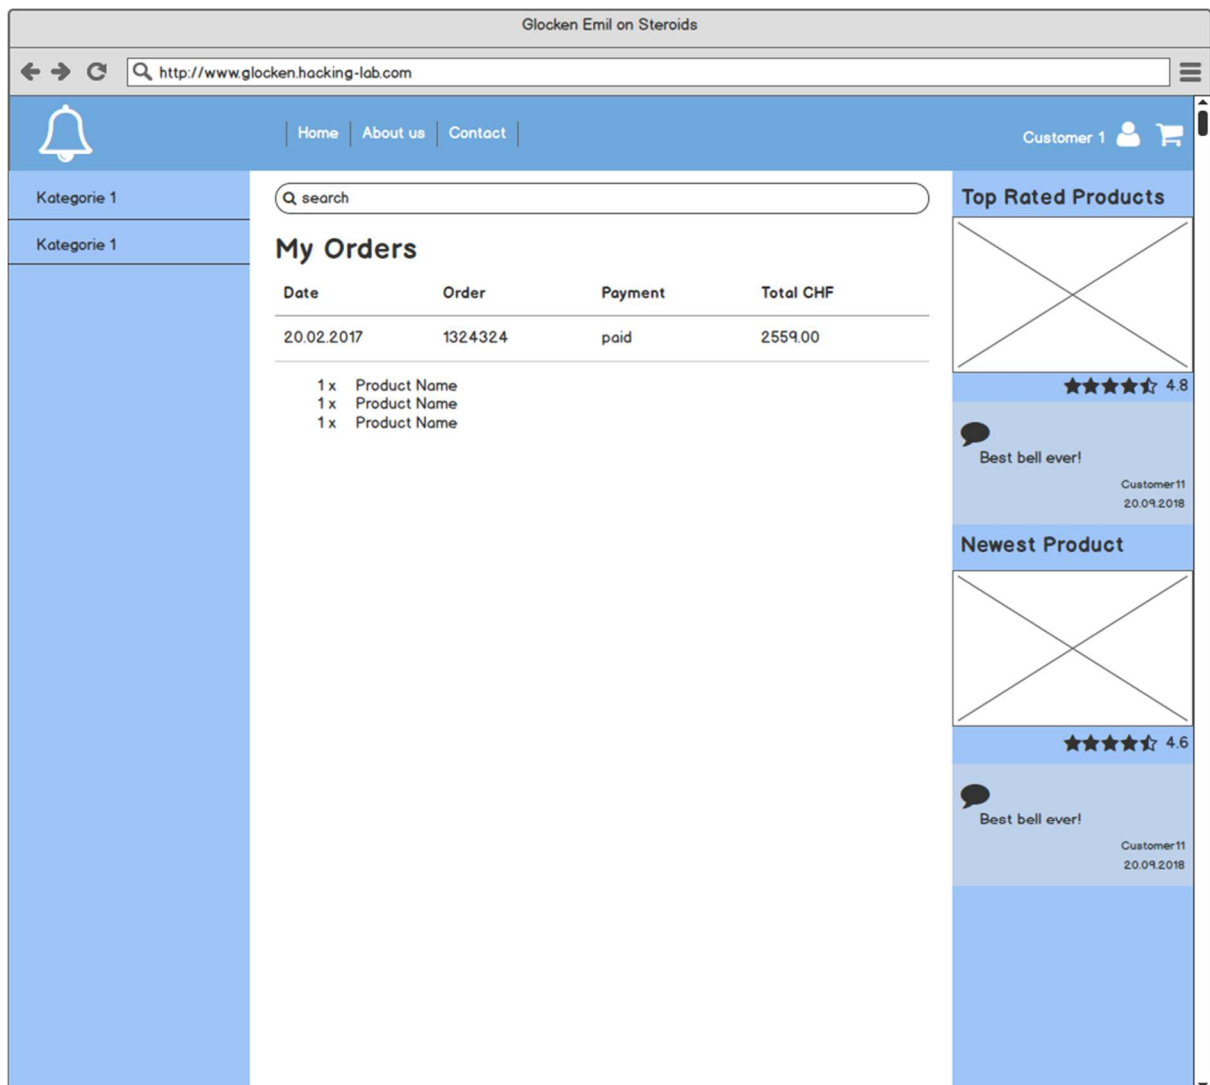 Glocken Emil on Steroids
http://www.glocken.hacking-lab.com
Home About us Contact
Customer 1
Kategorie 1
Kategorie 1
search
My Orders
Date Order Payment Total CHF
20.02.2017 1324324 paid 2559.00
1 x Product Name
1 x Product Name
1 x Product Name
Top Rated Products
4.8
Best bell ever!
Customer11
20.09.2018
Newest Product
4.6
Best bell ever!
Customer11
20.09.2018